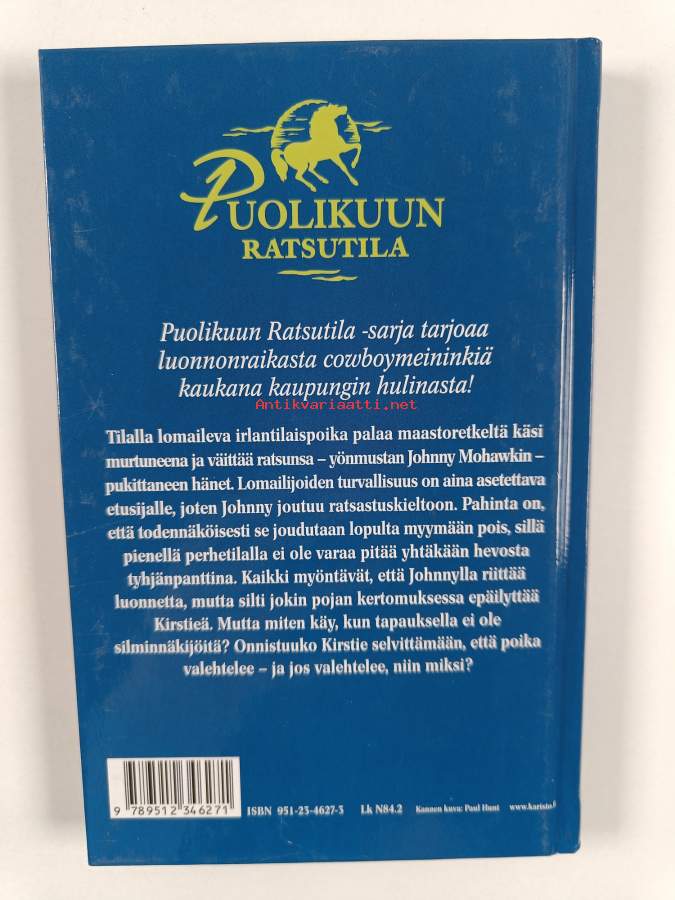 PUOLIKUUN
RATSUTILA
Puolikuun Ratsutila -sarja tarjoaa
luonnonraikasta cowboymeininkiä
kaukana kaupungin hulinasta!
Antikvariaatti.net
Tilalla lomaileva irlantilaispoika palaa maastoretkeltä käsi
murtuneena ja väittää ratsunsa – yönmustan Johnny Mohawkin –
pukittaneen hänet. Lomailijoiden turvallisuus on aina asetettava
etusijalle, joten Johnny joutuu ratsastuskieltoon. Pahinta on,
että todennäköisesti se joudutaan lopulta myymään pois, sillä
pienellä perhetilalla ei ole varaa pitää yhtäkään hevosta
tyhjänpanttina. Kaikki myöntävät, että Johnnylla riittää
luonnetta, mutta silti jokin pojan kertomuksessa epäilyttää
Kirstieä. Mutta miten käy, kun tapauksella ei ole
silminnäkijöitä? Onnistuuko Kirstie selvittämään, että poika
valehtelee – ja jos valehtelee, niin miksi?
9 789512 346271 ISBN 951-23-4627-3 Lk N84.2 Kannen kuva: Paul Hunt www.karisto.f